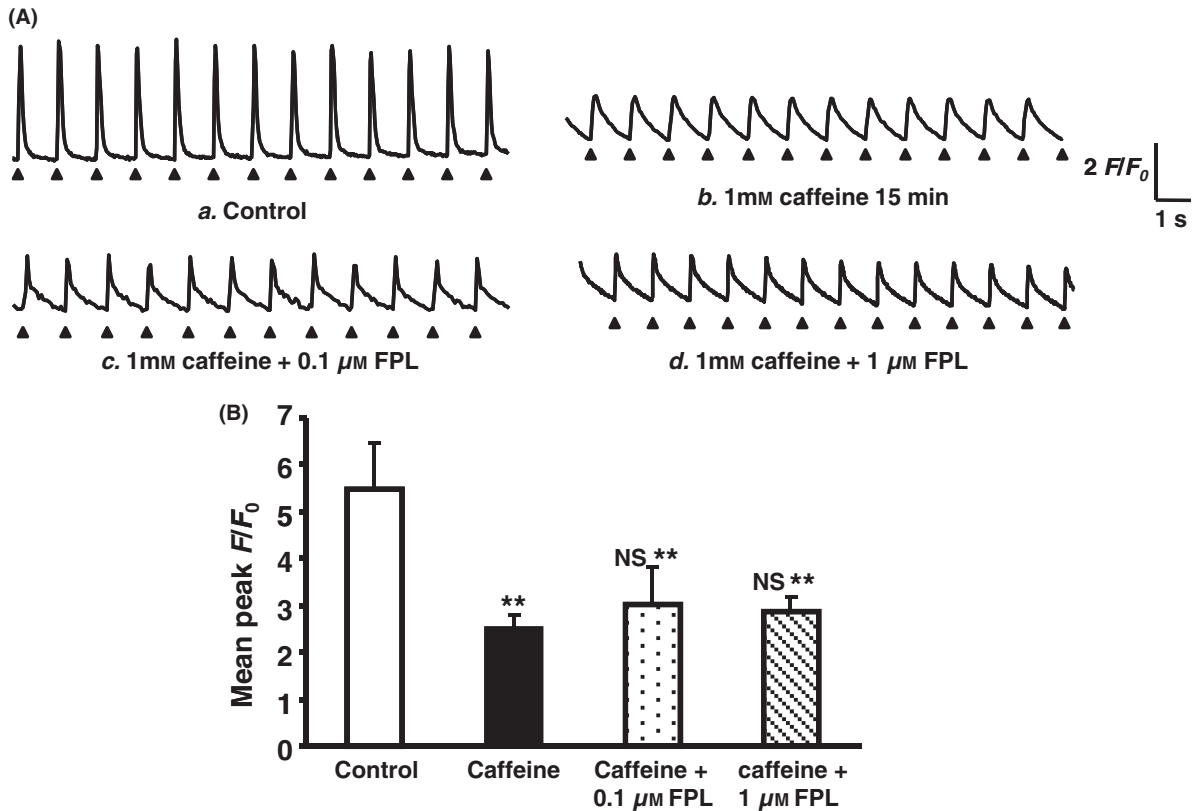 (A)
a. Control
b. 1mM caffeine 15 min
2 F/F0
1 s
c. 1mM caffeine + 0.1 µM FPL
d. 1mM caffeine + 1 µM FPL
(B)
Mean peak F/F0
7
6
5
4
3
2
1
0
**
NS **
NS **
Control
Caffeine
Caffeine +
0.1 µM FPL
caffeine +
1 µM FPL